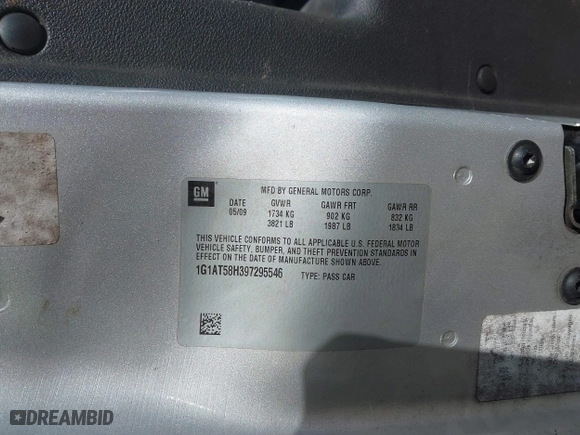 GM
MFD BY GENERAL MOTORS CORP.
DATE GVWR GAWR FRT GAWR RR
05/09 1734 KG 902 KG 832 KG
3821 LB 1987 LB 1834 LB
THIS VEHICLE CONFORMS TO ALL APPLICABLE U.S. FEDERAL MOTOR
VEHICLE SAFETY, BUMPER, AND THEFT PREVENTION STANDARDS IN
EFFECT ON THE DATE OF MANUFACTURE SHOWN ABOVE.
1G1AT58H397295546 TYPE: PASS CAR
DREAMBID